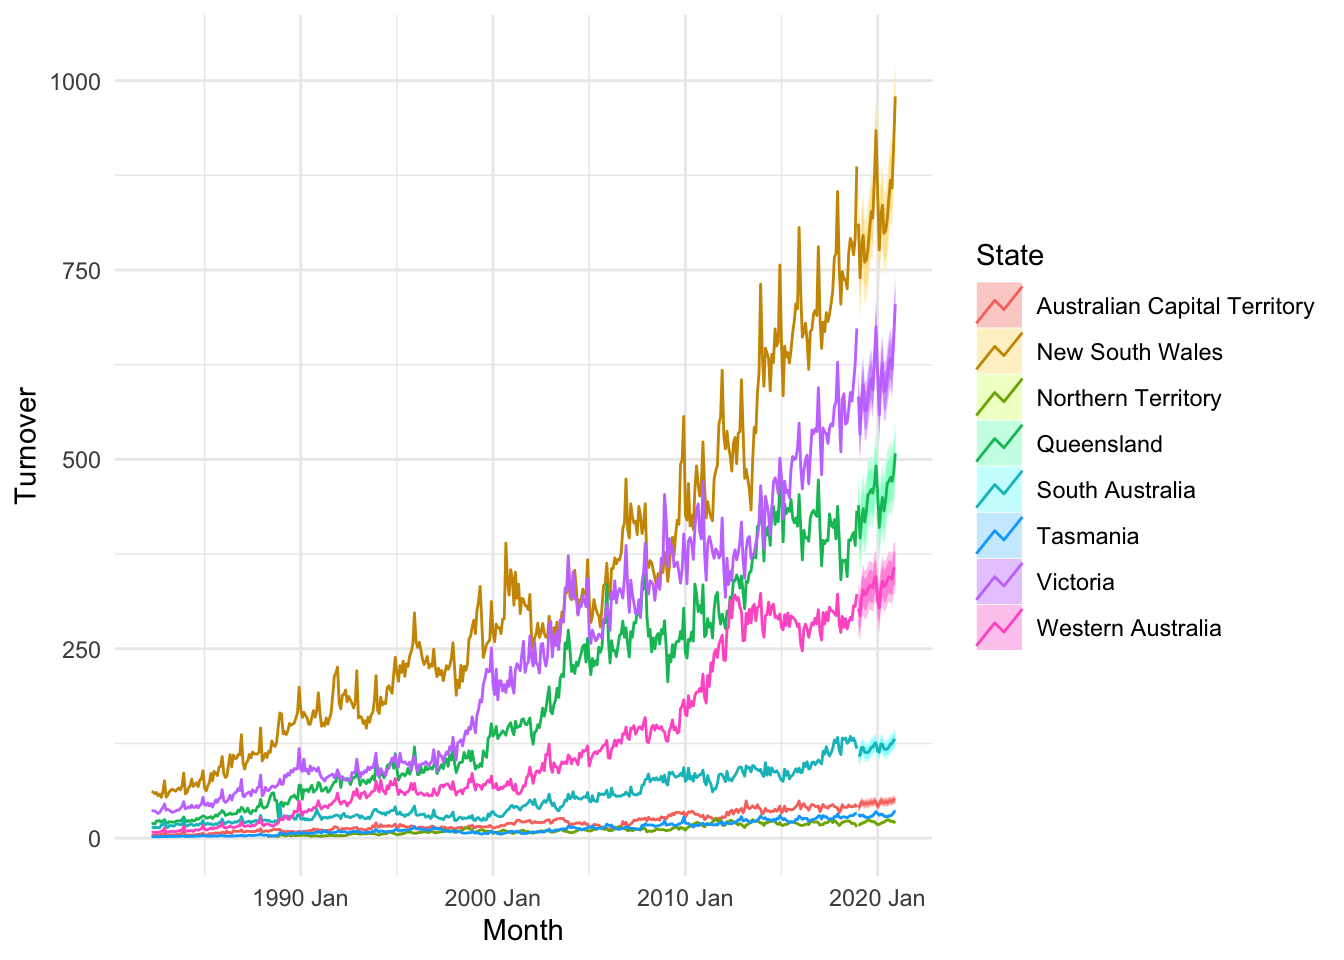 1000
750
500
250
0
Turnover
1990 Jan
2000 Jan
2010 Jan
2020 Jan
Month
State
Australian Capital Territory
New South Wales
Northern Territory
Queensland
South Australia
Tasmania
Victoria
Western Australia